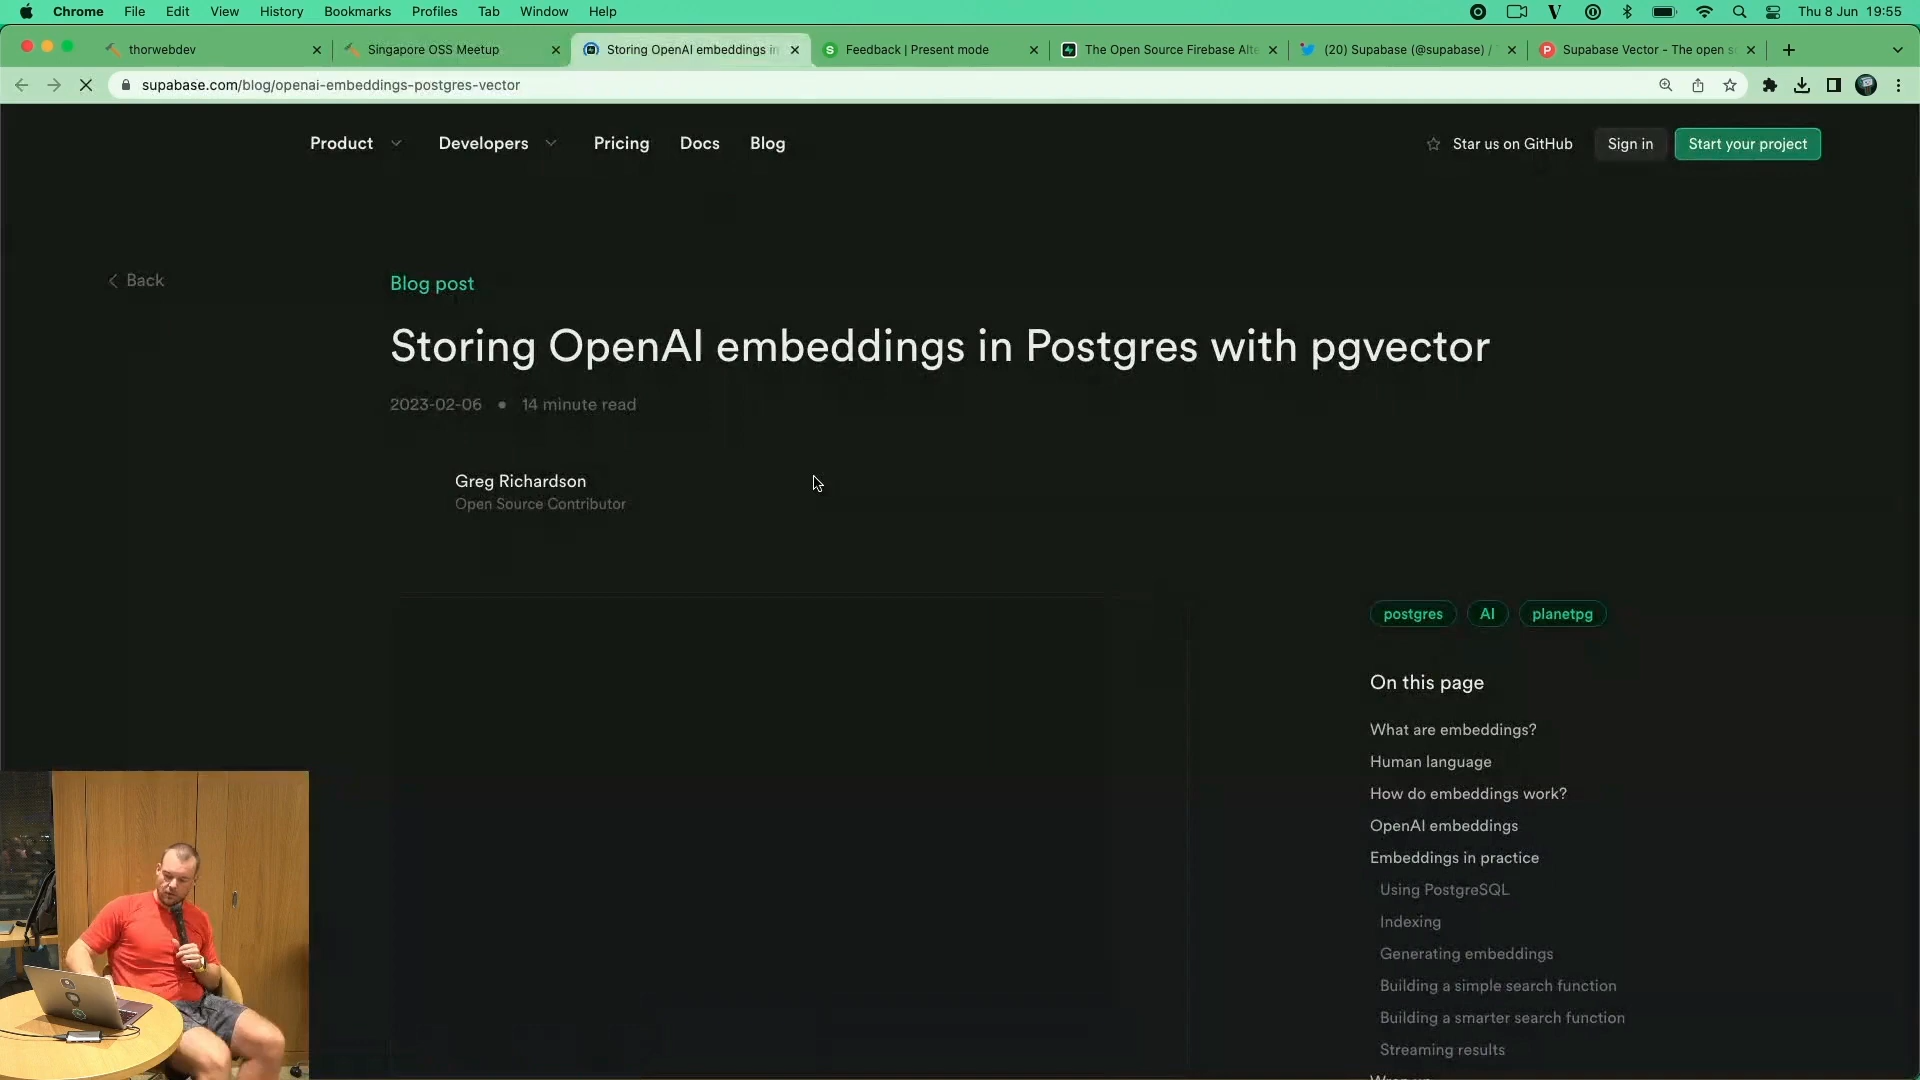 Chrome File Edit View History Bookmarks Profiles Tab Window Help
Thu 8 Jun 19:55
thorwebdev
Singapore OSS Meetup
Storing OpenAI embeddings in
Feedback | Present mode
The Open Source Firebase Alte
(20) Supabase (@supabase) /
Supabase Vector - The open s
supabase.com/blog/openai-embeddings-postgres-vector
Product Developers Pricing Docs Blog
Star us on GitHub Sign in Start your project
Back
Blog post
Storing OpenAI embeddings in Postgres with pgvector
2023-02-06 • 14 minute read
Greg Richardson
Open Source Contributor
postgres AI planetpg
On this page
What are embeddings?
Human language
How do embeddings work?
OpenAI embeddings
Embeddings in practice
Using PostgreSQL
Indexing
Generating embeddings
Building a simple search function
Building a smarter search function
Streaming results